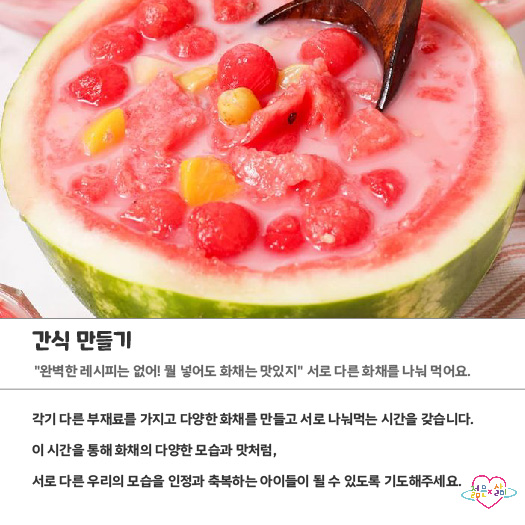 간식 만들기
"완벽한 레시피는 없어! 뭘 넣어도 화채는 맛있지" 서로 다른 화채를 나눠 먹어요.
각기 다른 부재료를 가지고 다양한 화채를 만들고 서로 나눠먹는 시간을 갖습니다.
이 시간을 통해 화채의 다양한 모습과 맛처럼,
서로 다른 우리의 모습을 인정과 축복하는 아이들이 될 수 있도록 기도해주세요.